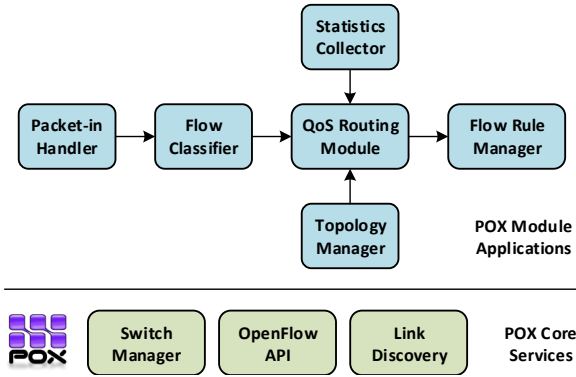 Statistics
Collector
Packet-in
Handler
Flow
Classifier
QoS Routing
Module
Flow Rule
Manager
Topology
Manager
POX Module
Applications
POX
Switch
Manager
OpenFlow
API
Link
Discovery
POX Core
Services